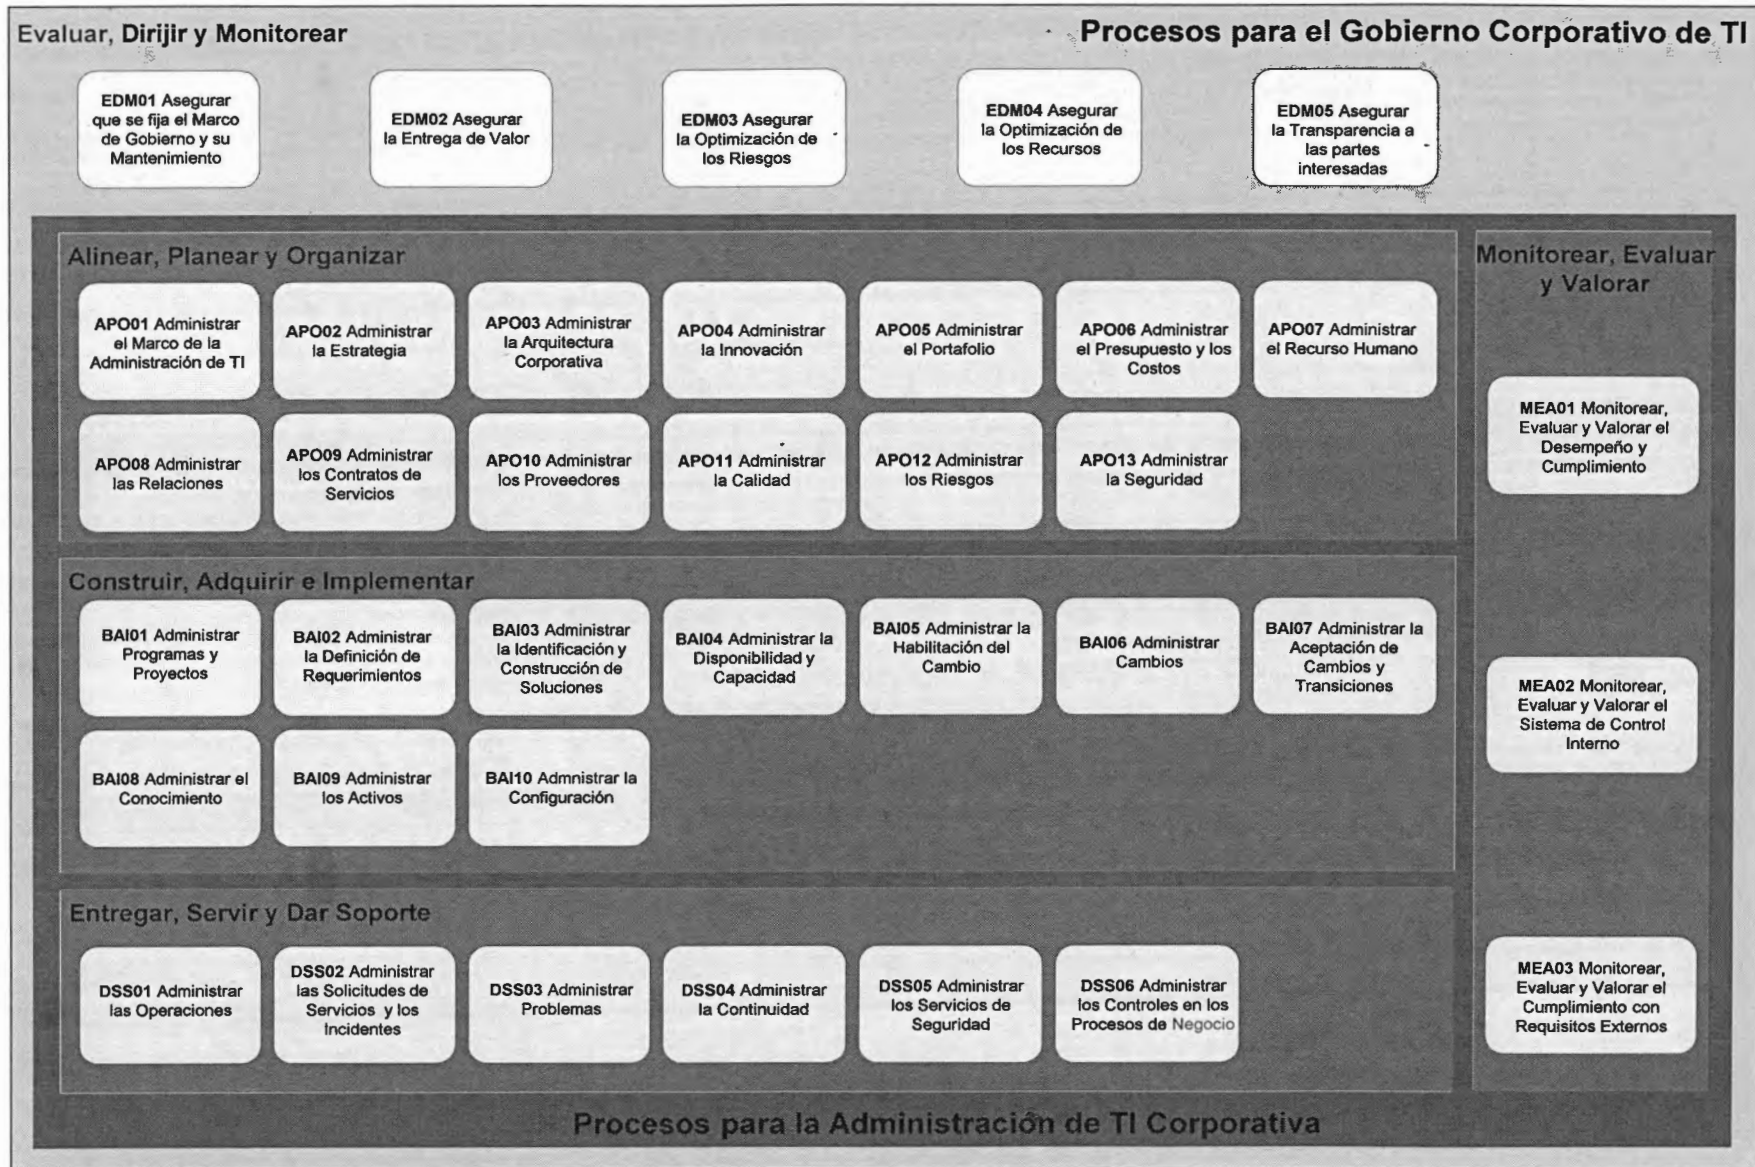 Evaluar, Dirijir y Monitorear
Procesos para el Gobierno Corporativo de TI
EDM01 Asegurar
que se fija el Marco
de Gobierno y su
Mantenimiento
EDM02 Asegurar
la Entrega de Valor
EDM03 Asegurar
la Optimización de
los Riesgos
EDM04 Asegurar
la Optimización de
los Recursos
EDM05 Asegurar
la Transparencia a
las partes
interesadas
Alinear, Planear y Organizar
APO01 Administrar
el Marco de la
Administración de TI
APO02 Administrar
la Estrategia
APO03 Administrar
la Arquitectura
Corporativa
APO04 Administrar
la Innovación
APO05 Administrar
el Portafolio
APO06 Administrar
el Presupuesto y los
Costos
APO07 Administrar
el Recurso Humano
APO08 Administrar
las Relaciones
APO09 Administrar
los Contratos de
Servicios
APO10 Administrar
los Proveedores
APO11 Administrar
la Calidad
APO12 Administrar
los Riesgos
APO13 Administrar
la Seguridad
Construir, Adquirir e Implementar
BAI01 Administrar
Programas y
Proyectos
BAI02 Administrar
la Definición de
Requerimientos
BAI03 Administrar
la Identificación y
Construcción de
Soluciones
BAI04 Administrar la
Disponibilidad y
Capacidad
BAI05 Administrar la
Habilitación del
Cambio
BAI06 Administrar
Cambios
BAI07 Administrar la
Aceptación de
Cambios y
Transiciones
BAI08 Administrar el
Conocimiento
BAI09 Administrar
los Activos
BAI10 Admnistrar la
Configuración
Entregar, Servir y Dar Soporte
DSS01 Administrar
las Operaciones
DSS02 Administrar
las Solicitudes de
Servicios y los
Incidentes
DSS03 Administrar
Problemas
DSS04 Administrar
la Continuidad
DSS05 Administrar
los Servicios de
Seguridad
DSS06 Administrar
los Controles en los
Procesos de Negocio
Monitorear, Evaluar
y Valorar
MEA01 Monitorear,
Evaluar y Valorar el
Desempeño y
Cumplimiento
MEA02 Monitorear,
Evaluar y Valorar el
Sistema de Control
Interno
MEA03 Monitorear,
Evaluar y Valorar el
Cumplimiento con
Requisitos Externos
Procesos para la Administración de TI Corporativa